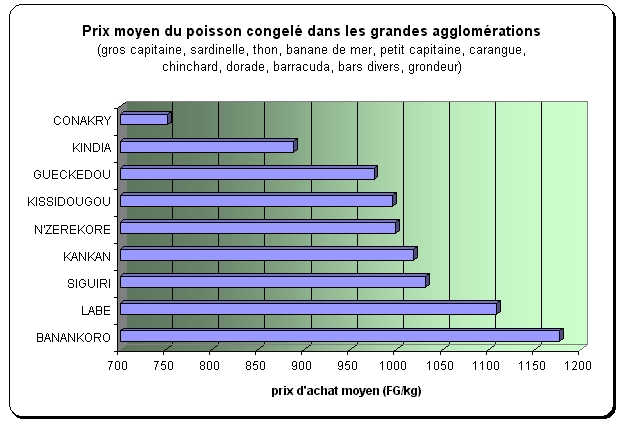 Prix moyen du poisson congelé dans les grandes agglomérations
(gros capitaine, sardinelle, thon, banane de mer, petit capitaine, carangue,
chinchard, dorade, barracuda, bars divers, grondeur)
CONAKRY
KINDIA
GUECKEDOU
KISSIDOUGOU
N'ZEREKORE
KANKAN
SIGUIRI
LABE
BANANKORO
700 750 800 850 900 950 1000 1050 1100 1150 1200
prix d'achat moyen (FG/kg)